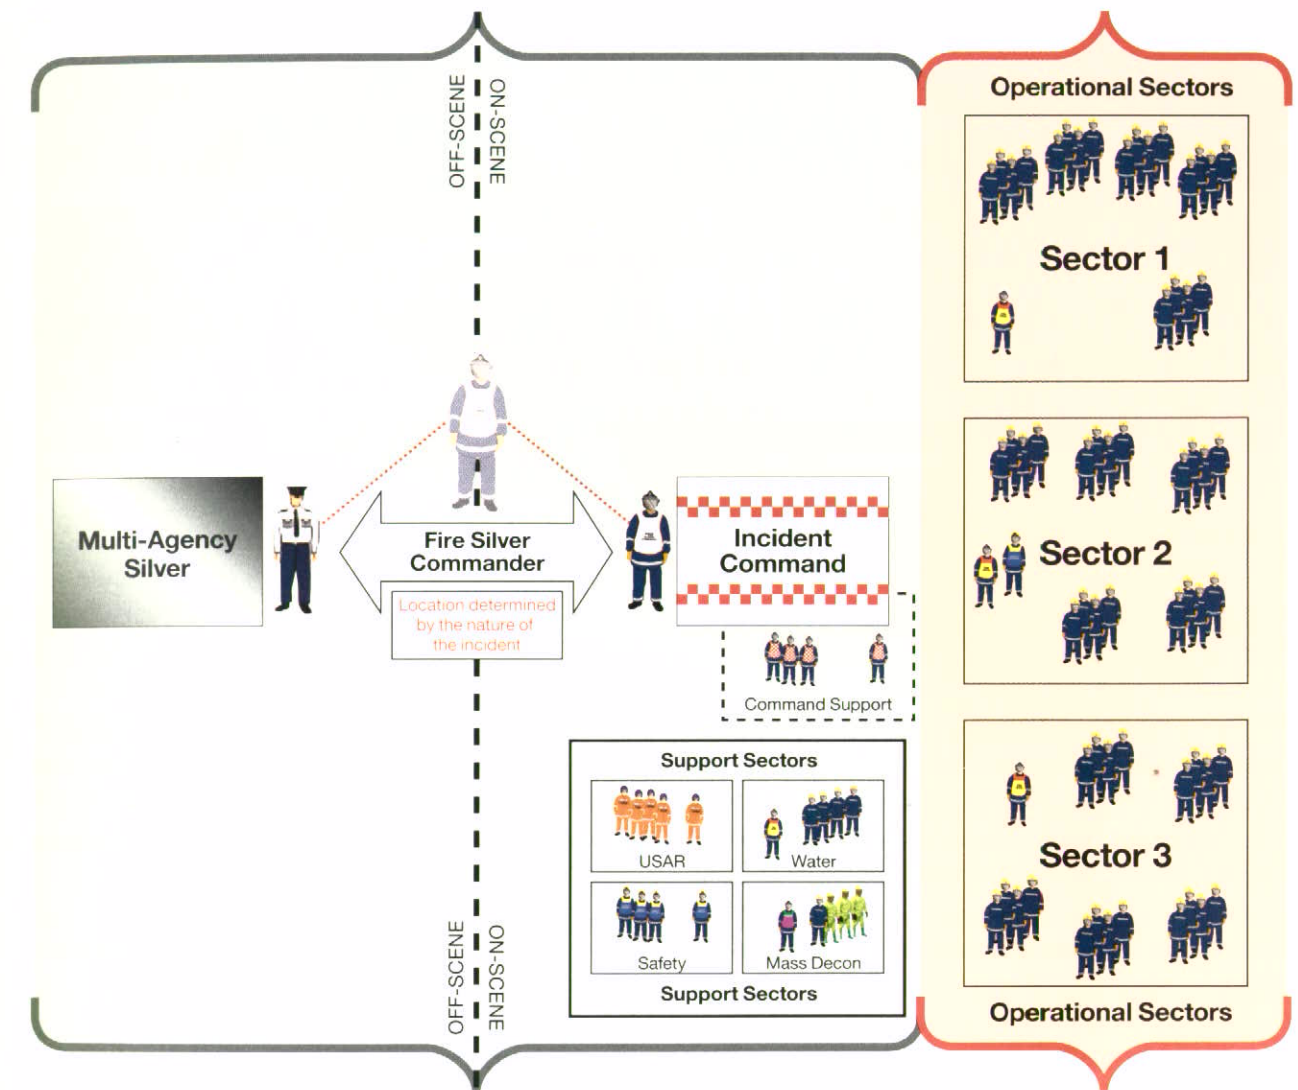 OFF-SCENE
ON-SCENE
Operational Sectors
Sector 1
Multi-Agency
Silver
Fire Silver
Commander
Location determined
by the nature of
the incident
Incident
Command
Command Support
Sector 2
Support Sectors
USAR
Water
Safety
Mass Decon
Support Sectors
Sector 3
Operational Sectors
OFF-SCENE
ON-SCENE